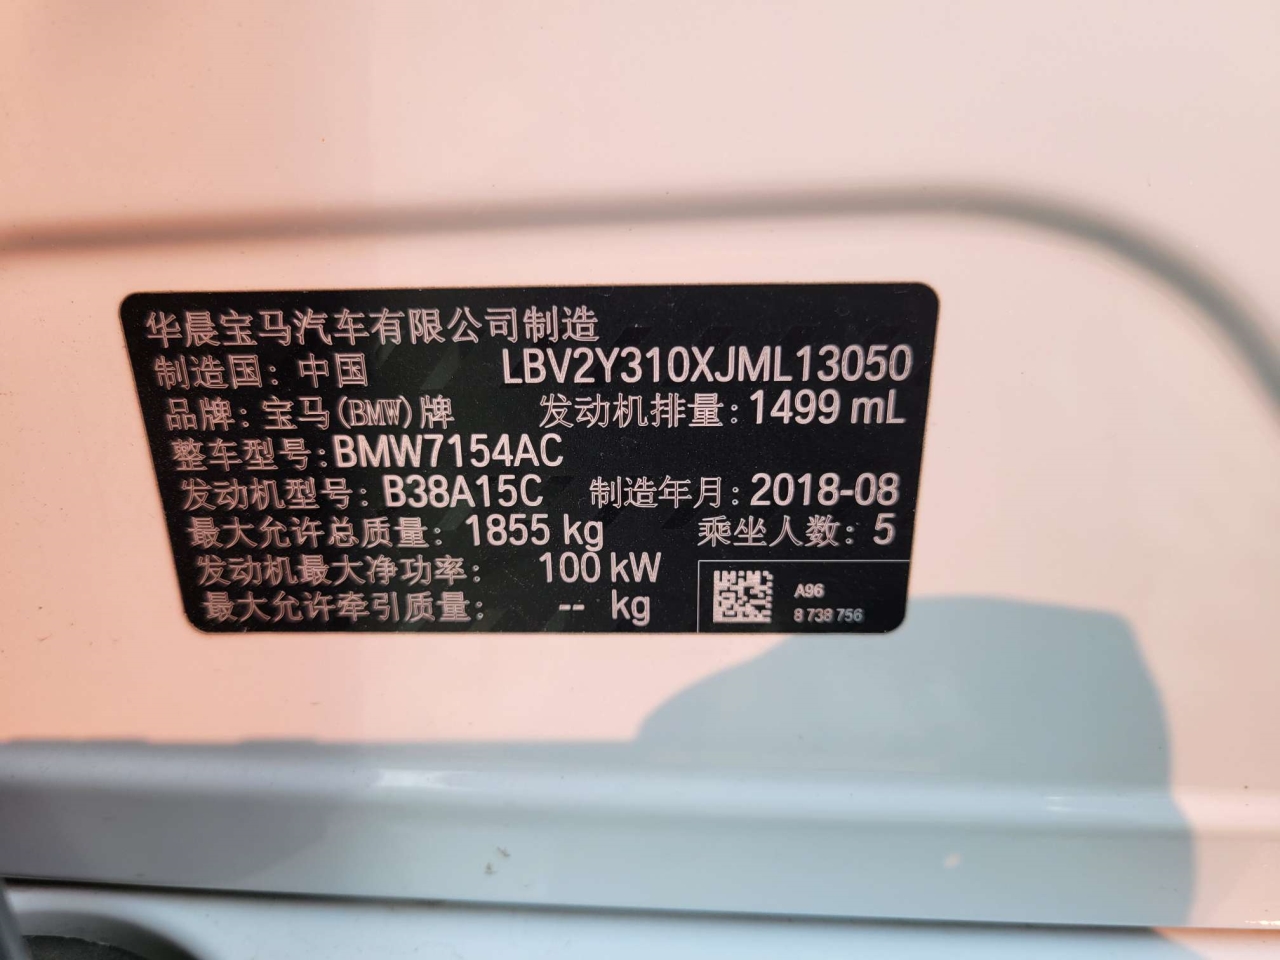 华晨宝马汽车有限公司制造
制造国：中国 LBV2Y310XJML13050
品牌：宝马(BMW)牌 发动机排量：1499 mL
整车型号：BMW7154AC
发动机型号：B38A15C 制造年月：2018-08
最大允许总质量：1855 kg 乘坐人数：5
发动机最大净功率：100 kW
最大允许牵引质量：-- kg
A96
8 738 756